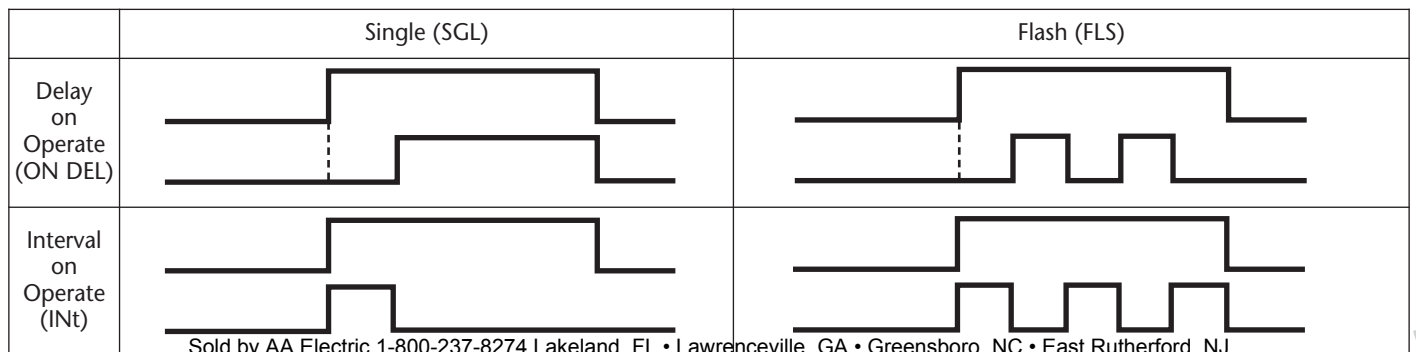 Single (SGL)
Flash (FLS)
Delay
on
Operate
(ON DEL)
Interval
on
Operate
(INt)
Sold by AA Electric 1-800-237-8274 Lakeland, FL • Lawrenceville, GA • Greensboro, NC • East Rutherford, NJ